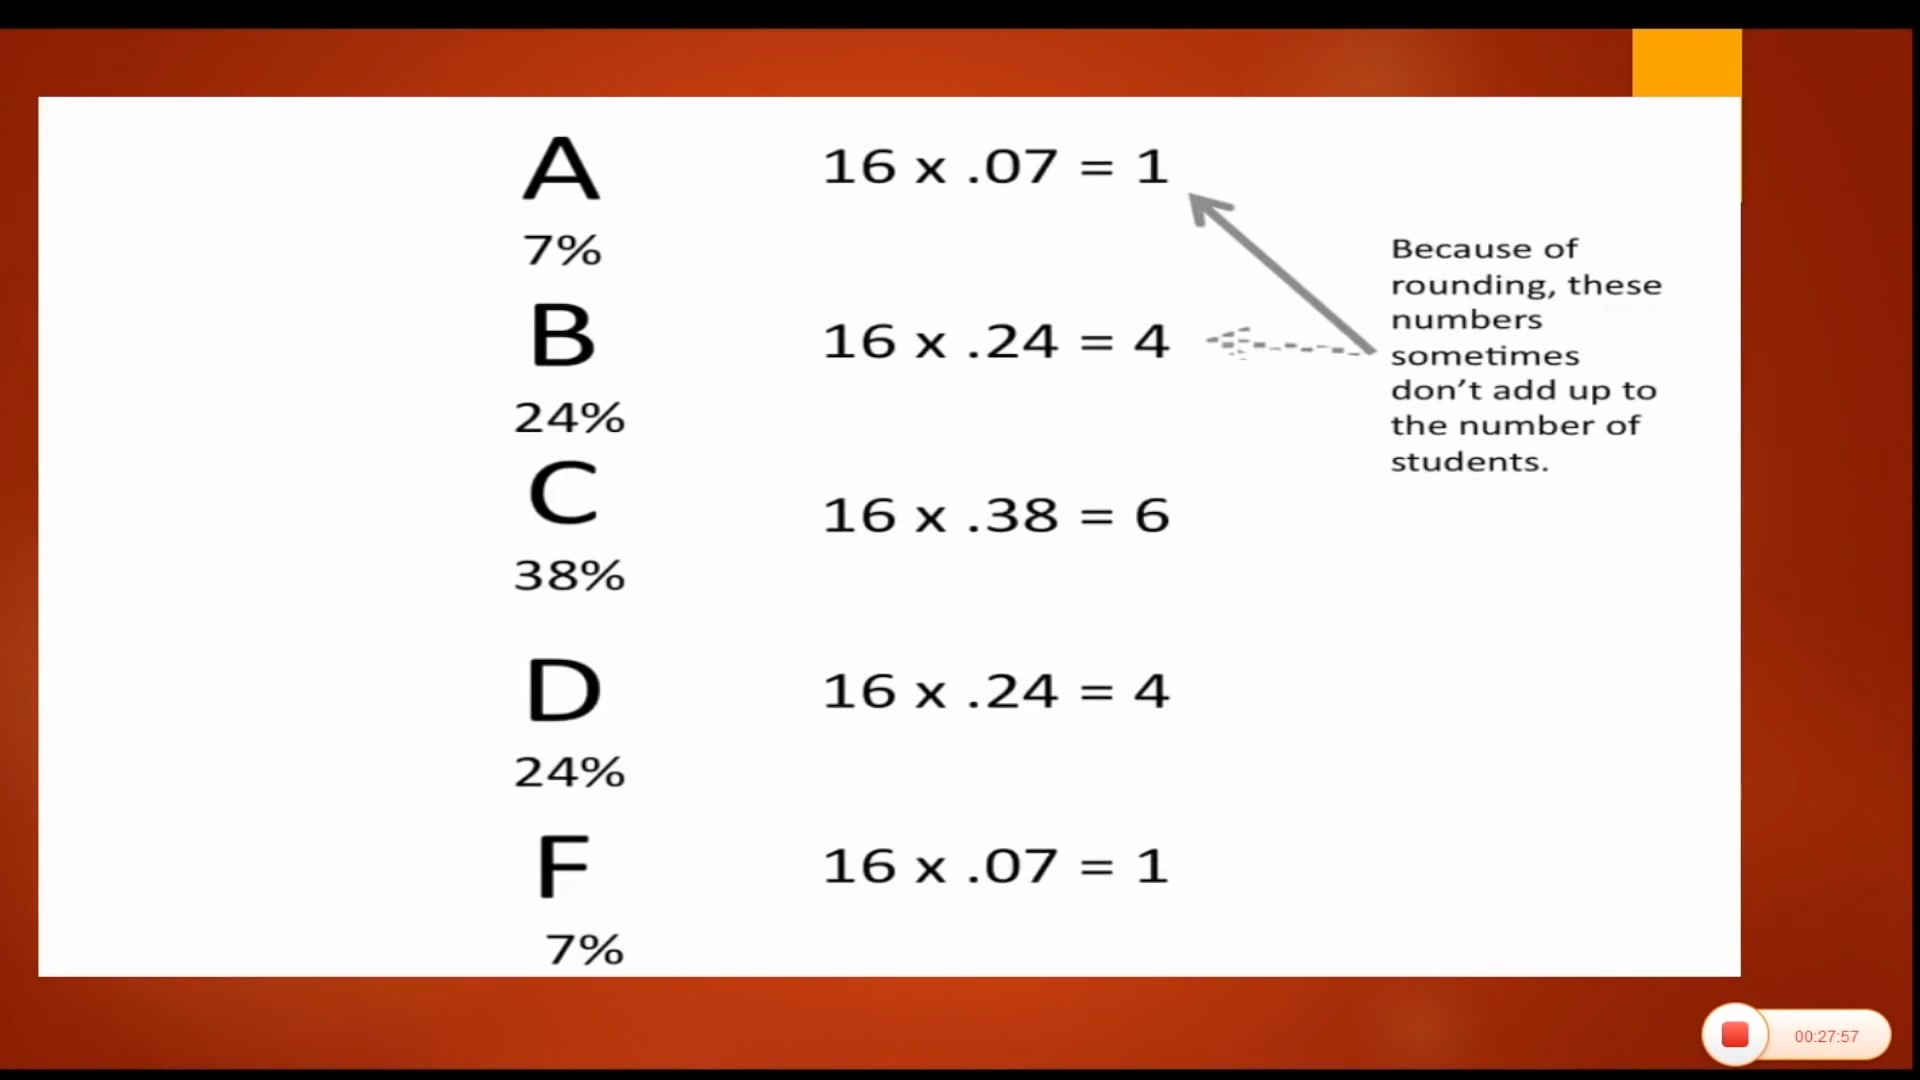 A
16 x .07 = 1
7%
B
16 x .24 = 4
24%
C
16 x .38 = 6
38%
D
16 x .24 = 4
24%
F
16 x .07 = 1
7%
Because of
rounding, these
numbers
sometimes
don’t add up to
the number of
students.
00:27:57